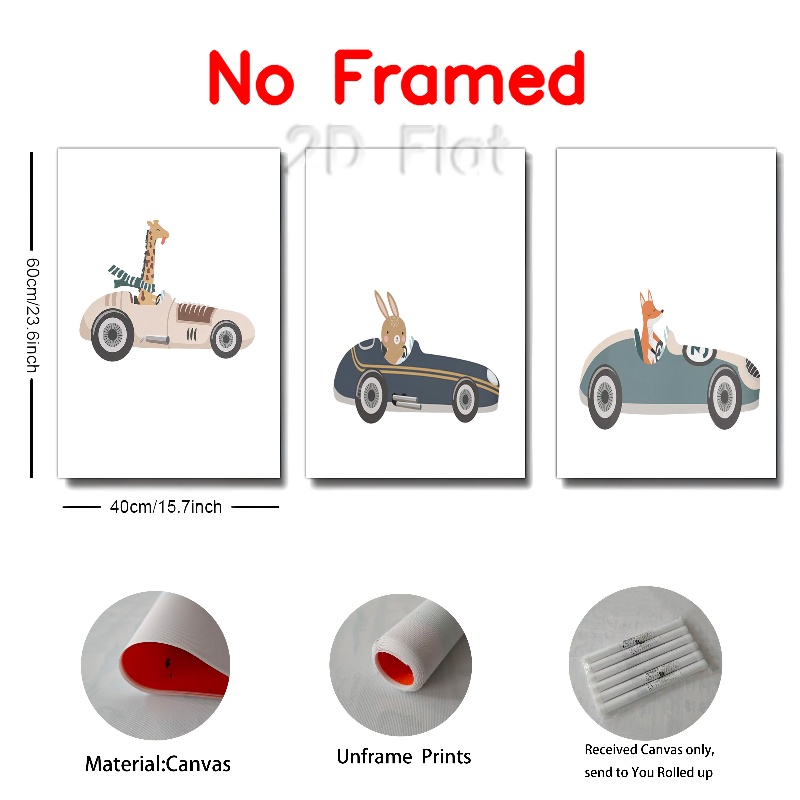 No Framed
2D Flat
60cm/23.6inch
40cm/15.7inch
Material:Canvas
Unframe Prints
Received Canvas only,
send to You Rolled up